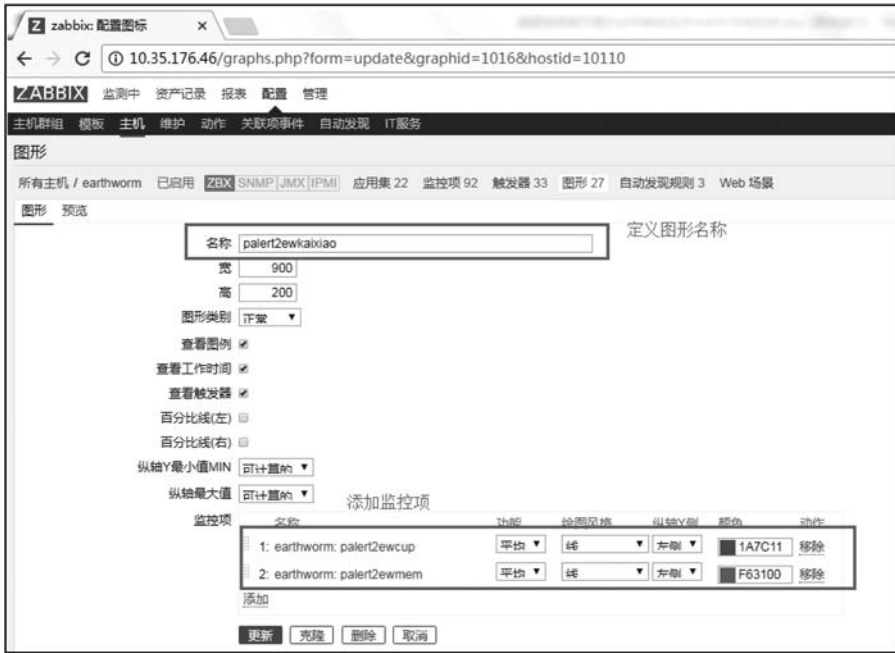 zabbix: 配置图标
10.35.176.46/graphs.php?form=update&graphid=1016&hostid=10110
ZABBIX 监测中 资产记录 报表 配置 管理
主机群组 模板 主机 维护 动作 关联项事件 自动发现 IT服务
图形
所有主机 / earthworm 已启用 ZBX SNMP JMX IPMI 应用集 22 监控项 92 触发器 33 图形 27 自动发现规则 3 Web 场景
图形 预览
定义图形名称
名称 palert2ewkaixiao
宽 900
高 200
图形类别 正常
查看图例
查看工作时间
查看触发器
百分比线(左)
百分比线(右)
纵轴Y最小值MIN 可计算的
纵轴最大值 可计算的
添加监控项
监控项 名称 功能 绘图风格 纵轴Y侧 颜色 动作
1: earthworm: palert2ewcup 平均 线 左侧 1A7C11 移除
2: earthworm: palert2ewmem 平均 线 左侧 F63100 移除
添加
更新 克隆 删除 取消